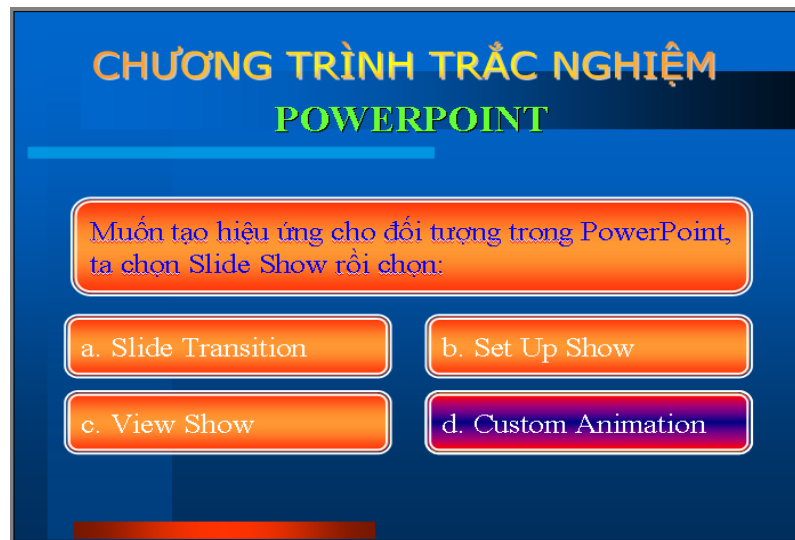 CHƯƠNG TRÌNH TRẮC NGHIỆM
POWERPOINT
Muốn tạo hiệu ứng cho đối tượng trong PowerPoint,
ta chọn Slide Show rồi chọn:
a. Slide Transition
b. Set Up Show
c. View Show
d. Custom Animation